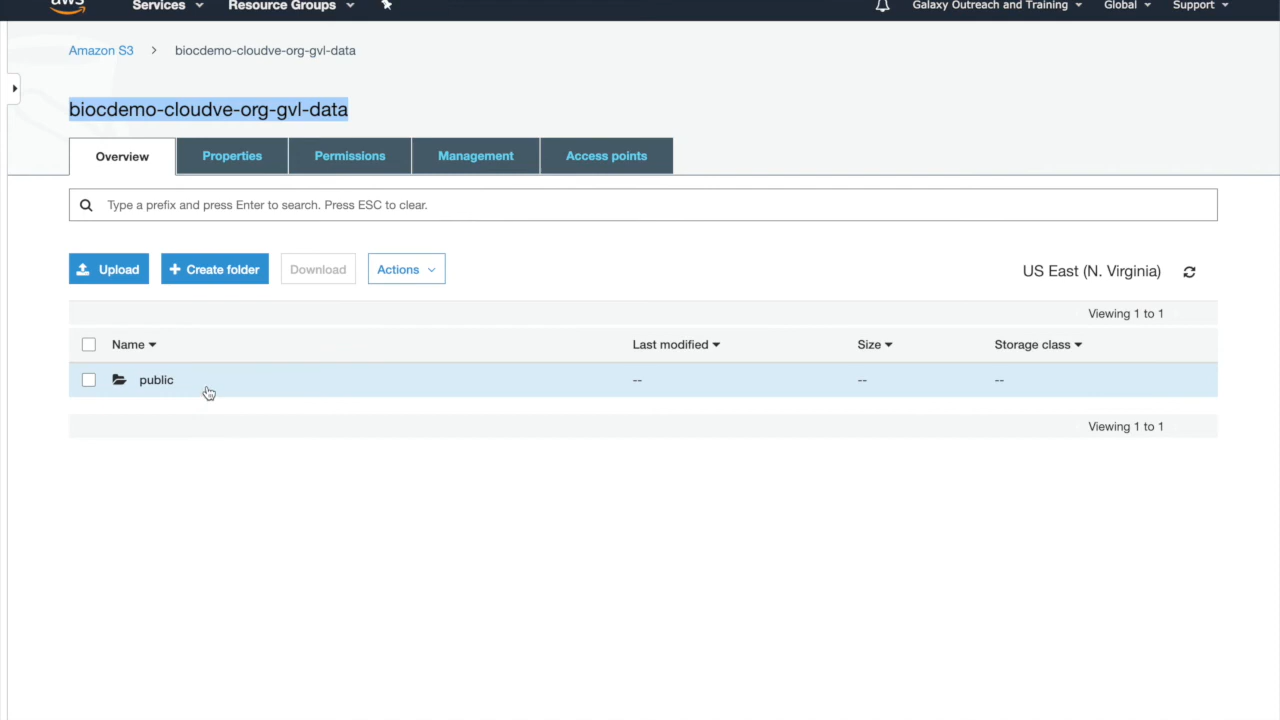 aws Services Resource Groups Galaxy Outreach and Training Global Support
Amazon S3 > biocdemo-cloudve-org-gvl-data
biocdemo-cloudve-org-gvl-data
Overview Properties Permissions Management Access points
Type a prefix and press Enter to search. Press ESC to clear.
Upload + Create folder Download Actions US East (N. Virginia)
Viewing 1 to 1
Name Last modified Size Storage class
public -- -- --
Viewing 1 to 1